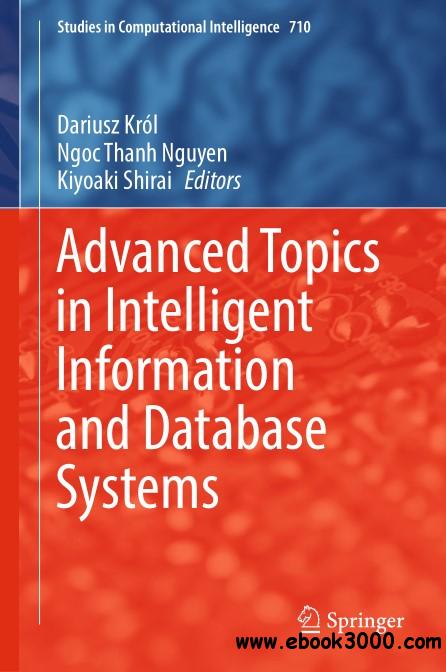 Studies in Computational Intelligence 710
Dariusz Król
Ngoc Thanh Nguyen
Kiyoaki Shirai Editors
Advanced Topics
in Intelligent
Information
and Database
Systems
Springer
www.ebook3000.com